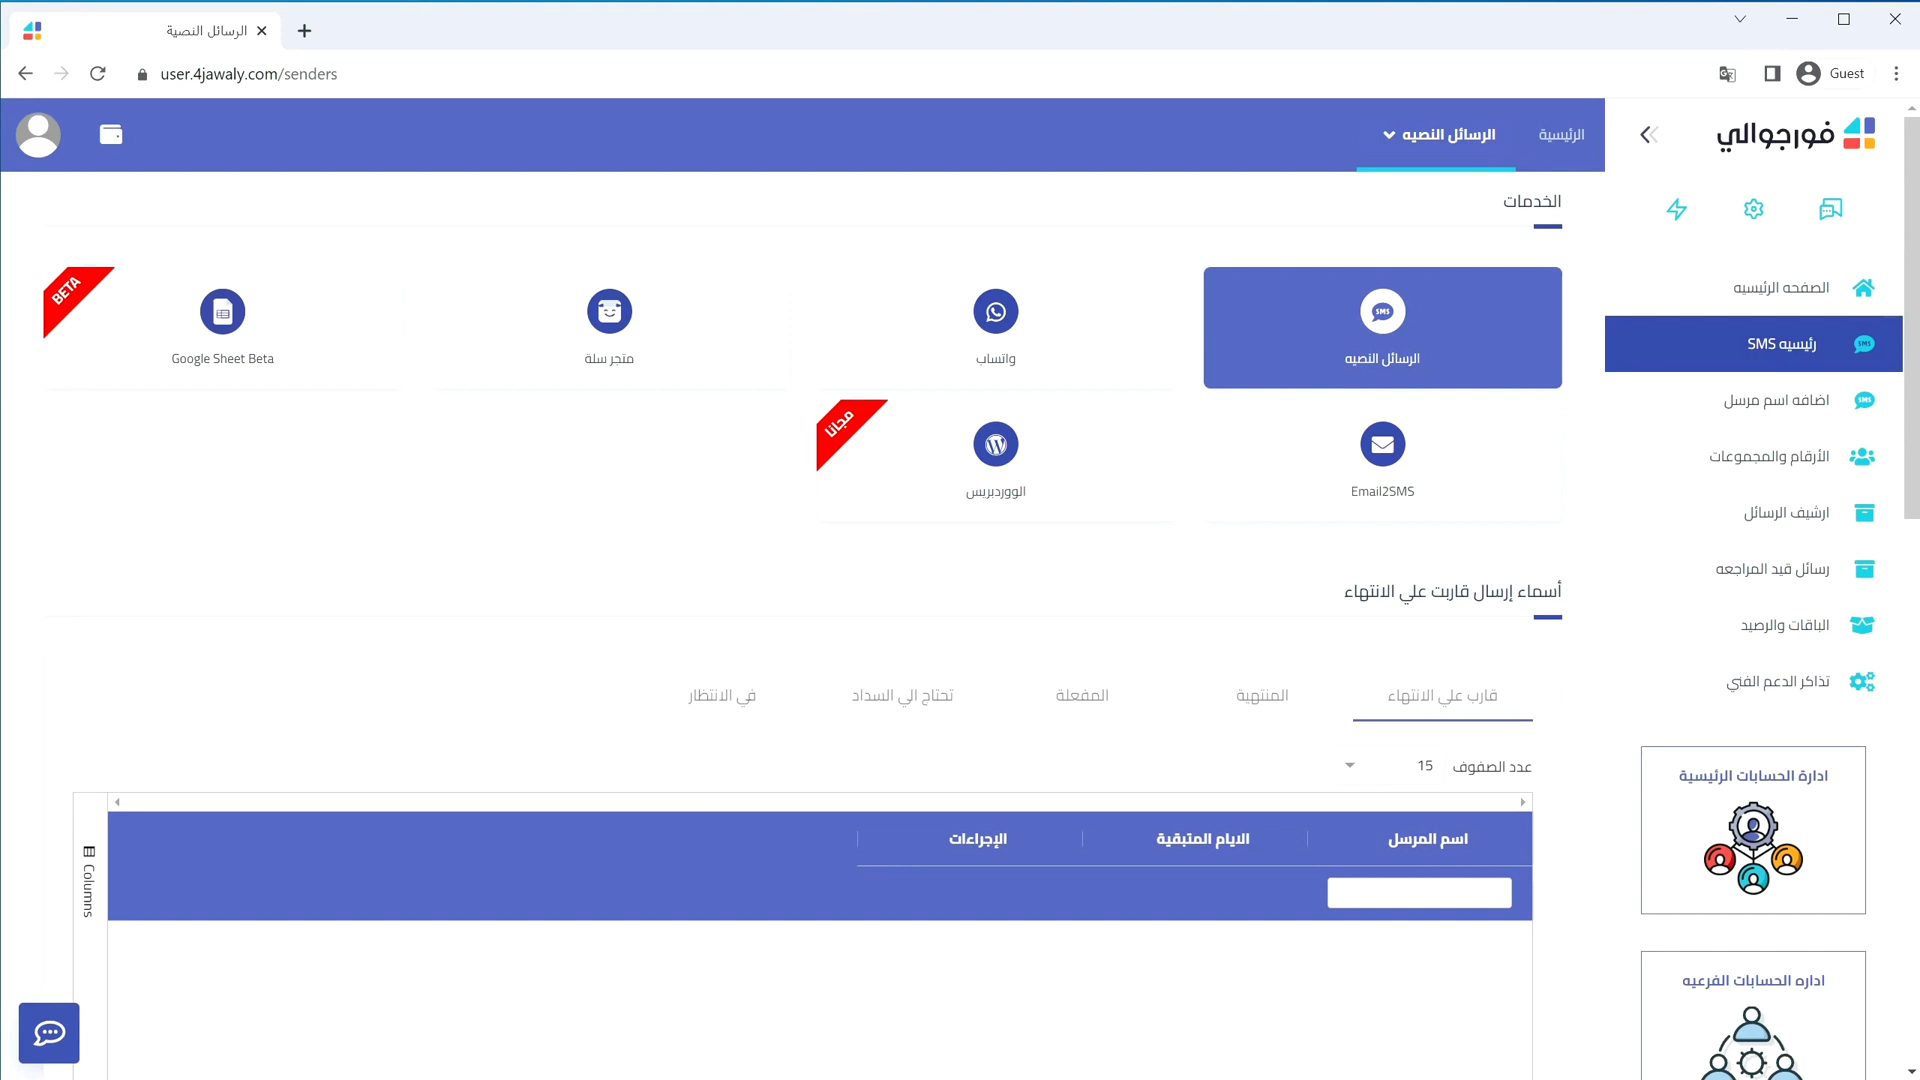 الرسائل النصية
user.4jawaly.com/senders
Guest
فورجوالي
الرئيسية
الرسائل النصيه
الخدمات
الرسائل النصيه
SMS
واتساب
متجر سلة
Google Sheet Beta
BETA
Email2SMS
الووردبريس
مجانا
أسماء إرسال قاربت علي الانتهاء
قارب علي الانتهاء
المنتهية
المفعلة
تحتاج الي السداد
في الانتظار
عدد الصفوف 15
اسم المرسل
الايام المتبقية
الإجراءات
Columns
الصفحه الرئيسيه
رئيسيه SMS
SMS
اضافه اسم مرسل
SMS
الأرقام والمجموعات
ارشيف الرسائل
رسائل قيد المراجعه
الباقات والرصيد
تذاكر الدعم الفني
ادارة الحسابات الرئيسية
اداره الحسابات الفرعيه